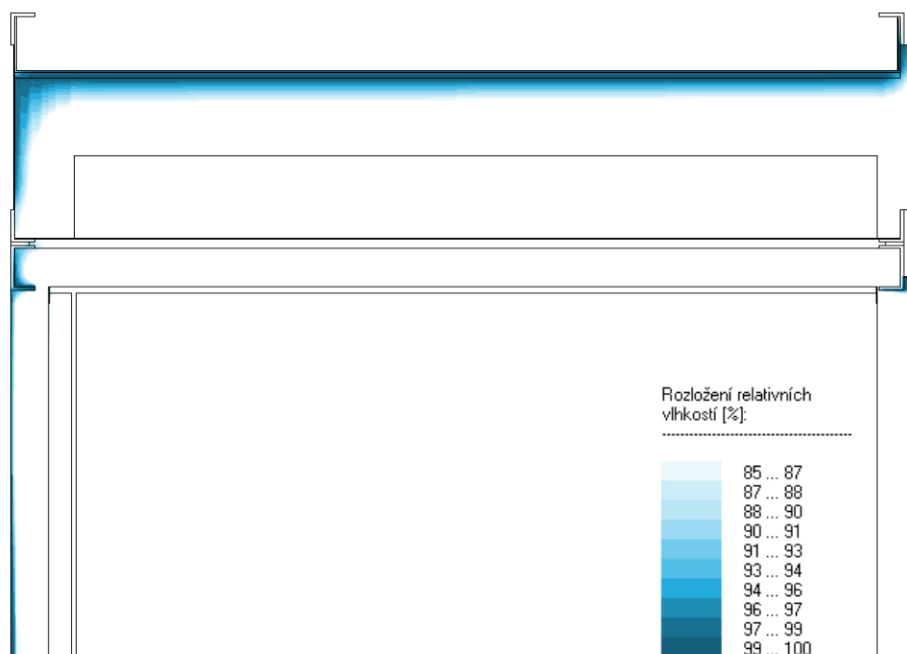 Rozložení relativních
vlhkostí [%]:
--------------------------------------
85 ... 87
87 ... 88
88 ... 90
90 ... 91
91 ... 93
93 ... 94
94 ... 96
96 ... 97
97 ... 99
99 ... 100